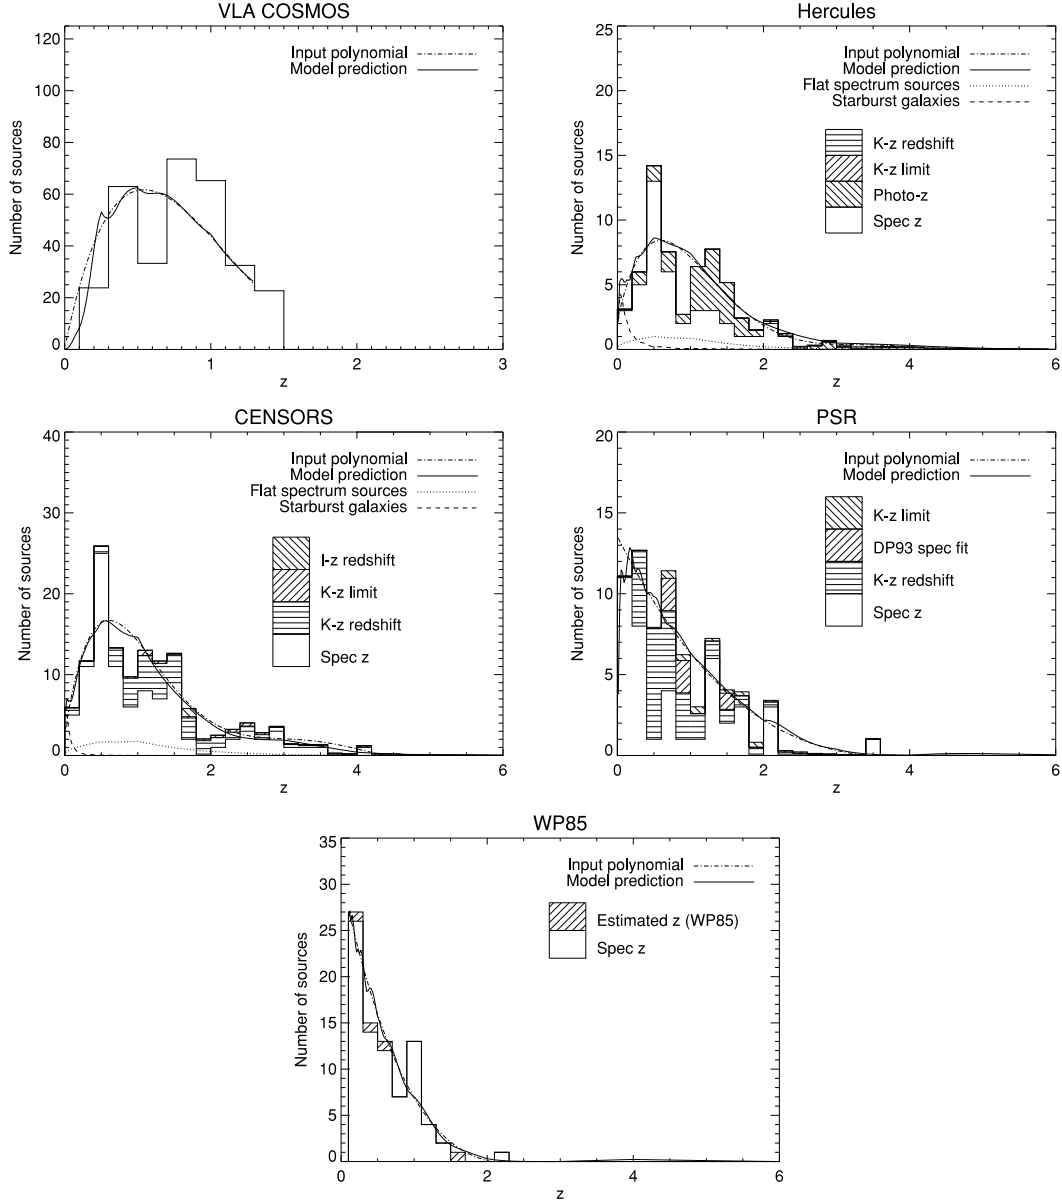 VLA COSMOS
120
100
80
60
40
20
0
Number of sources
Input polynomial
Model prediction
0 1 2 3
z
Hercules
25
20
15
10
5
0
Number of sources
Input polynomial
Model prediction
Flat spectrum sources
Starburst galaxies
K-z redshift
K-z limit
Photo-z
Spec z
0 2 4 6
z
CENSORS
40
30
20
10
0
Number of sources
Input polynomial
Model prediction
Flat spectrum sources
Starburst galaxies
I-z redshift
K-z limit
K-z redshift
Spec z
0 2 4 6
z
PSR
20
15
10
5
0
Number of sources
Input polynomial
Model prediction
K-z limit
DP93 spec fit
K-z redshift
Spec z
0 2 4 6
z
WP85
35
30
25
20
15
10
5
0
Number of sources
Input polynomial
Model prediction
Estimated z (WP85)
Spec z
0 2 4 6
z